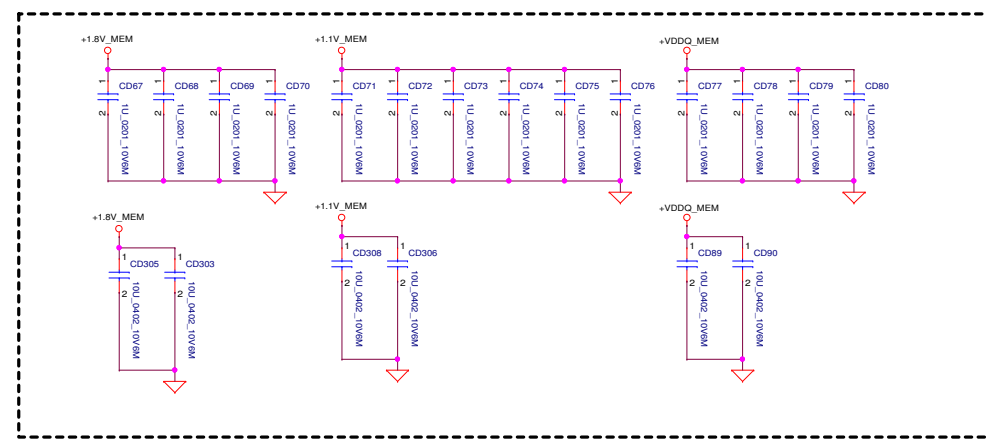 +1.8V_MEM
1 CD67 2 1U_0201_10V6M
1 CD68 2 1U_0201_10V6M
1 CD69 2 1U_0201_10V6M
1 CD70 2 1U_0201_10V6M
+1.1V_MEM
1 CD71 2 1U_0201_10V6M
1 CD72 2 1U_0201_10V6M
1 CD73 2 1U_0201_10V6M
1 CD74 2 1U_0201_10V6M
1 CD75 2 1U_0201_10V6M
1 CD76 2 1U_0201_10V6M
+VDDQ_MEM
1 CD77 2 1U_0201_10V6M
1 CD78 2 1U_0201_10V6M
1 CD79 2 1U_0201_10V6M
1 CD80 2 1U_0201_10V6M
+1.8V_MEM
1 CD305 2 10U_0402_10V6M
1 CD303 2 10U_0402_10V6M
+1.1V_MEM
1 CD308 2 10U_0402_10V6M
1 CD306 2 10U_0402_10V6M
+VDDQ_MEM
1 CD89 2 10U_0402_10V6M
1 CD90 2 10U_0402_10V6M